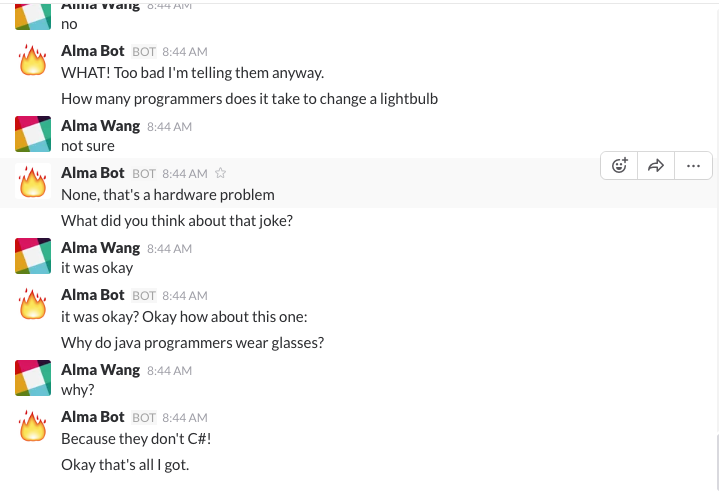 Alma Wang 8:44 AM
no
Alma Bot BOT 8:44 AM
WHAT! Too bad I'm telling them anyway.
How many programmers does it take to change a lightbulb
Alma Wang 8:44 AM
not sure
Alma Bot BOT 8:44 AM
None, that's a hardware problem
What did you think about that joke?
Alma Wang 8:44 AM
it was okay
Alma Bot BOT 8:44 AM
it was okay? Okay how about this one:
Why do java programmers wear glasses?
Alma Wang 8:44 AM
why?
Alma Bot BOT 8:44 AM
Because they don't C#!
Okay that's all I got.